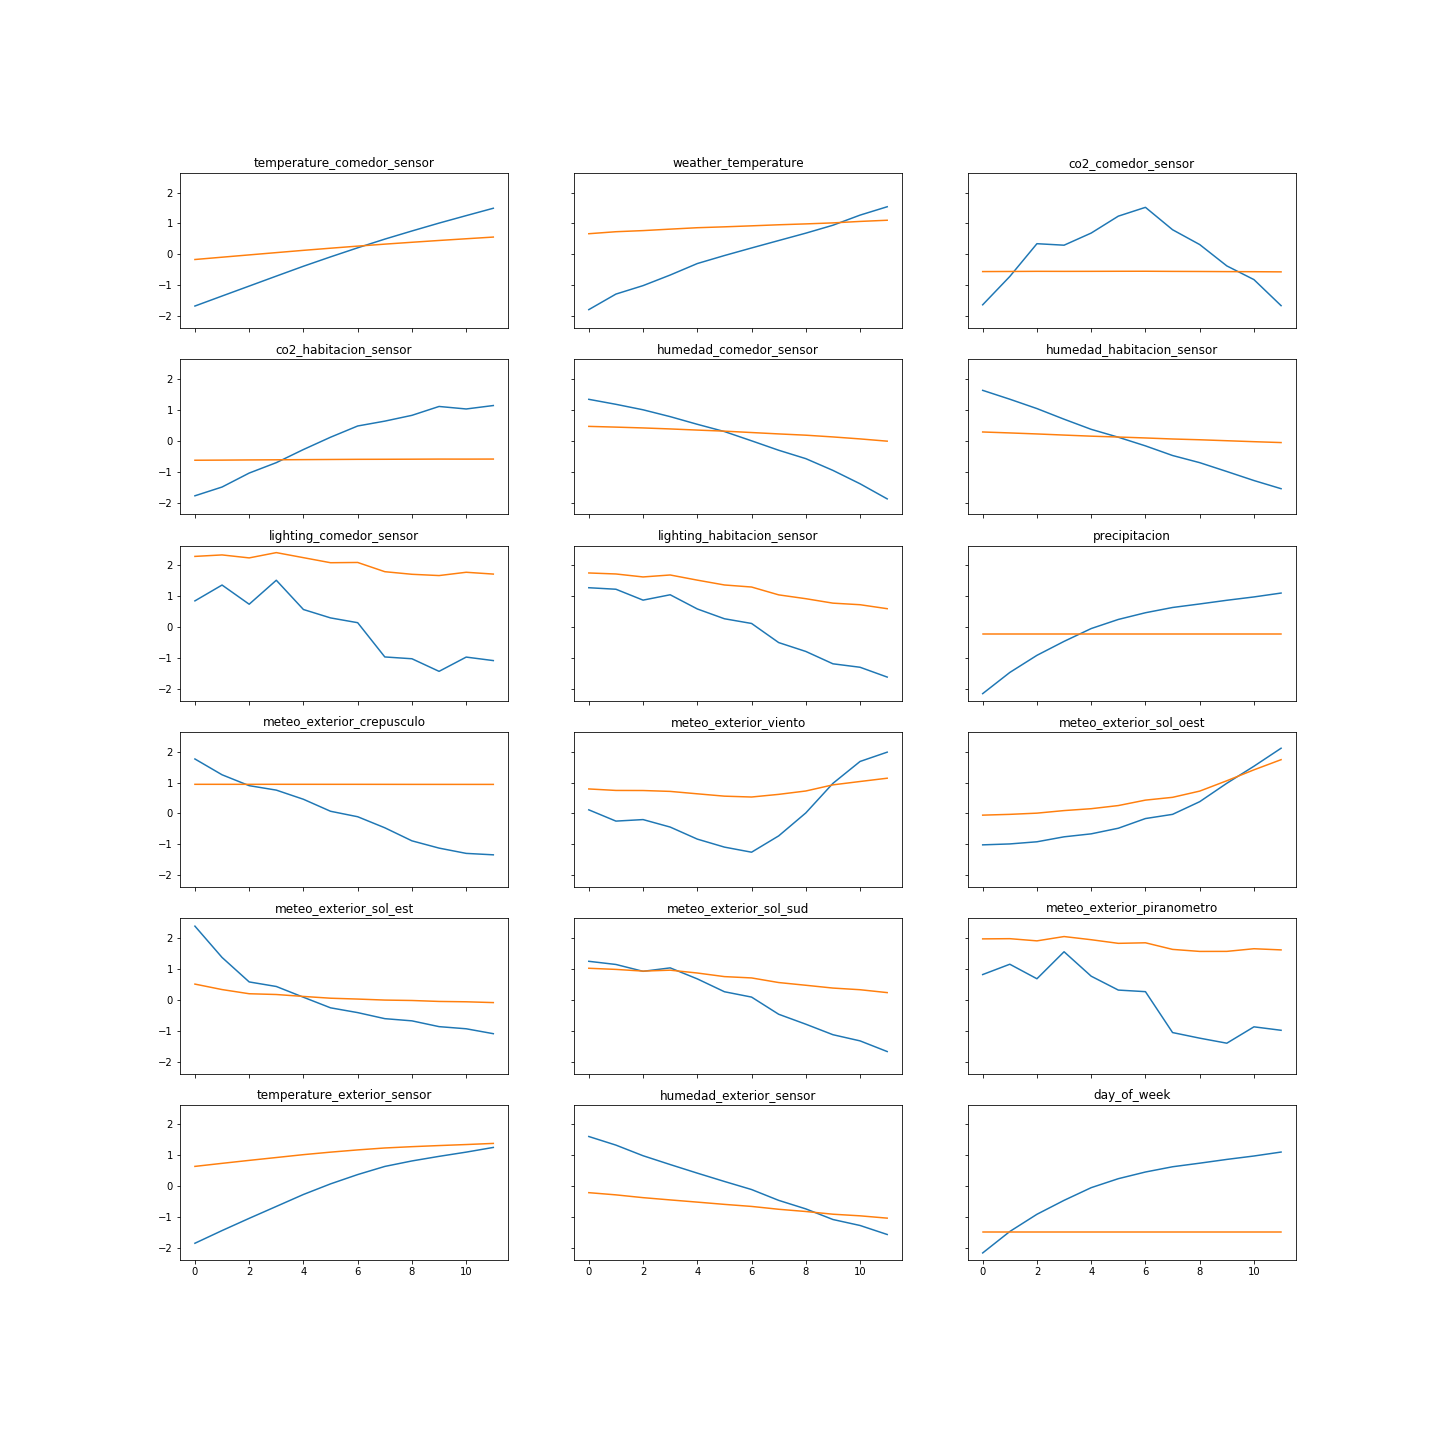 temperature_comedor_sensor
weather_temperature
co2_comedor_sensor
2
1
0
−1
−2
co2_habitacion_sensor
humedad_comedor_sensor
humedad_habitacion_sensor
2
1
0
−1
−2
lighting_comedor_sensor
lighting_habitacion_sensor
precipitacion
2
1
0
−1
−2
meteo_exterior_crepusculo
meteo_exterior_viento
meteo_exterior_sol_oest
2
1
0
−1
−2
meteo_exterior_sol_est
meteo_exterior_sol_sud
meteo_exterior_piranometro
2
1
0
−1
−2
temperature_exterior_sensor
humedad_exterior_sensor
day_of_week
2
1
0
−1
−2
0 2 4 6 8 10
0 2 4 6 8 10
0 2 4 6 8 10